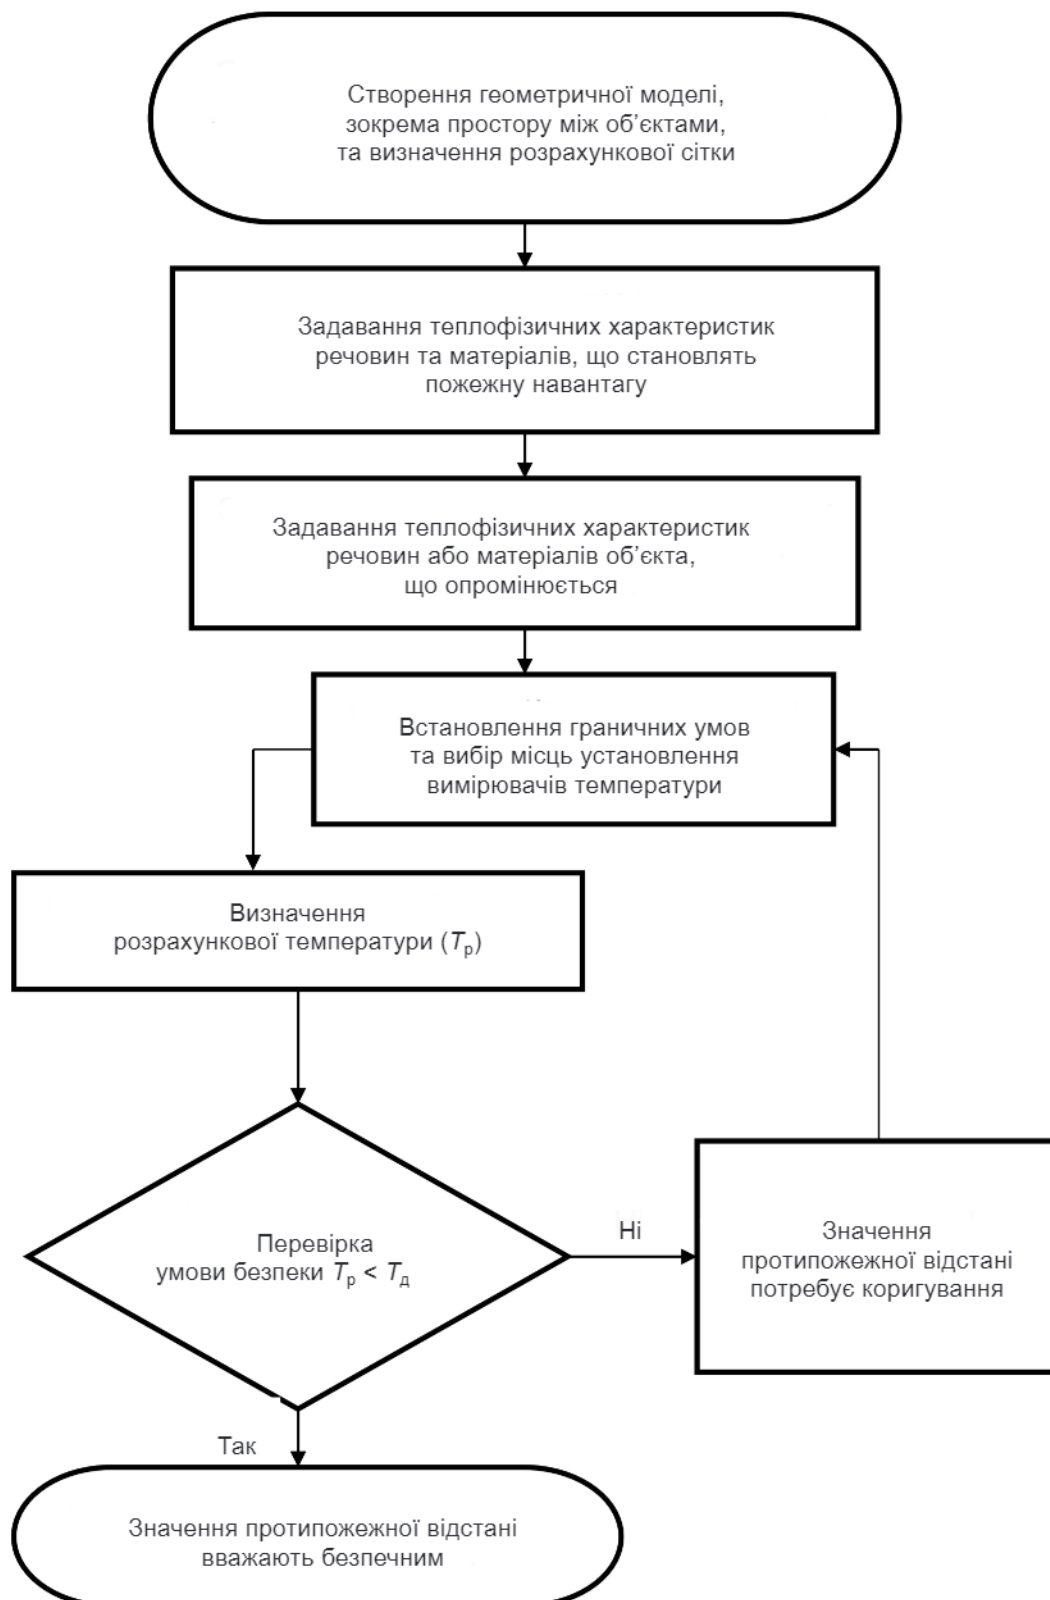 Створення геометричної моделі,
зокрема простору між об’єктами,
та визначення розрахункової сітки
Задавання теплофізичних характеристик
речовин та матеріалів, що становлять
пожежну навантагу
Задавання теплофізичних характеристик
речовин або матеріалів об’єкта,
що опромінюється
Встановлення граничних умов
та вибір місць установлення
вимірювачів температури
Визначення
розрахункової температури (Tр)
Перевірка
умови безпеки Tр < Tд
Ні
Значення
протипожежної відстані
потребує коригування
Так
Значення протипожежної відстані
вважають безпечним